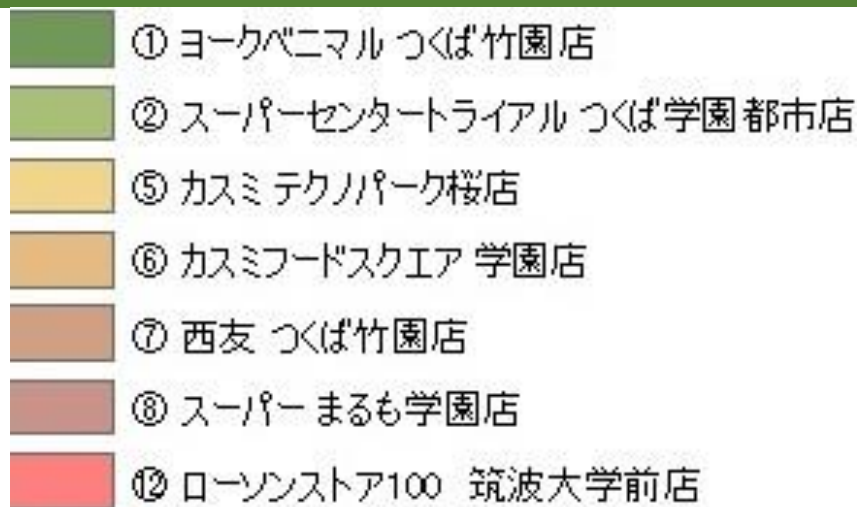 ① ヨークベニマル つくば竹園店
② スーパーセンタートライアル つくば学園都市店
⑤ カスミ テクノパーク桜店
⑥ カスミフードスクエア 学園店
⑦ 西友 つくば竹園店
⑧ スーパー まるも学園店
⑫ ローソンストア100 筑波大学前店